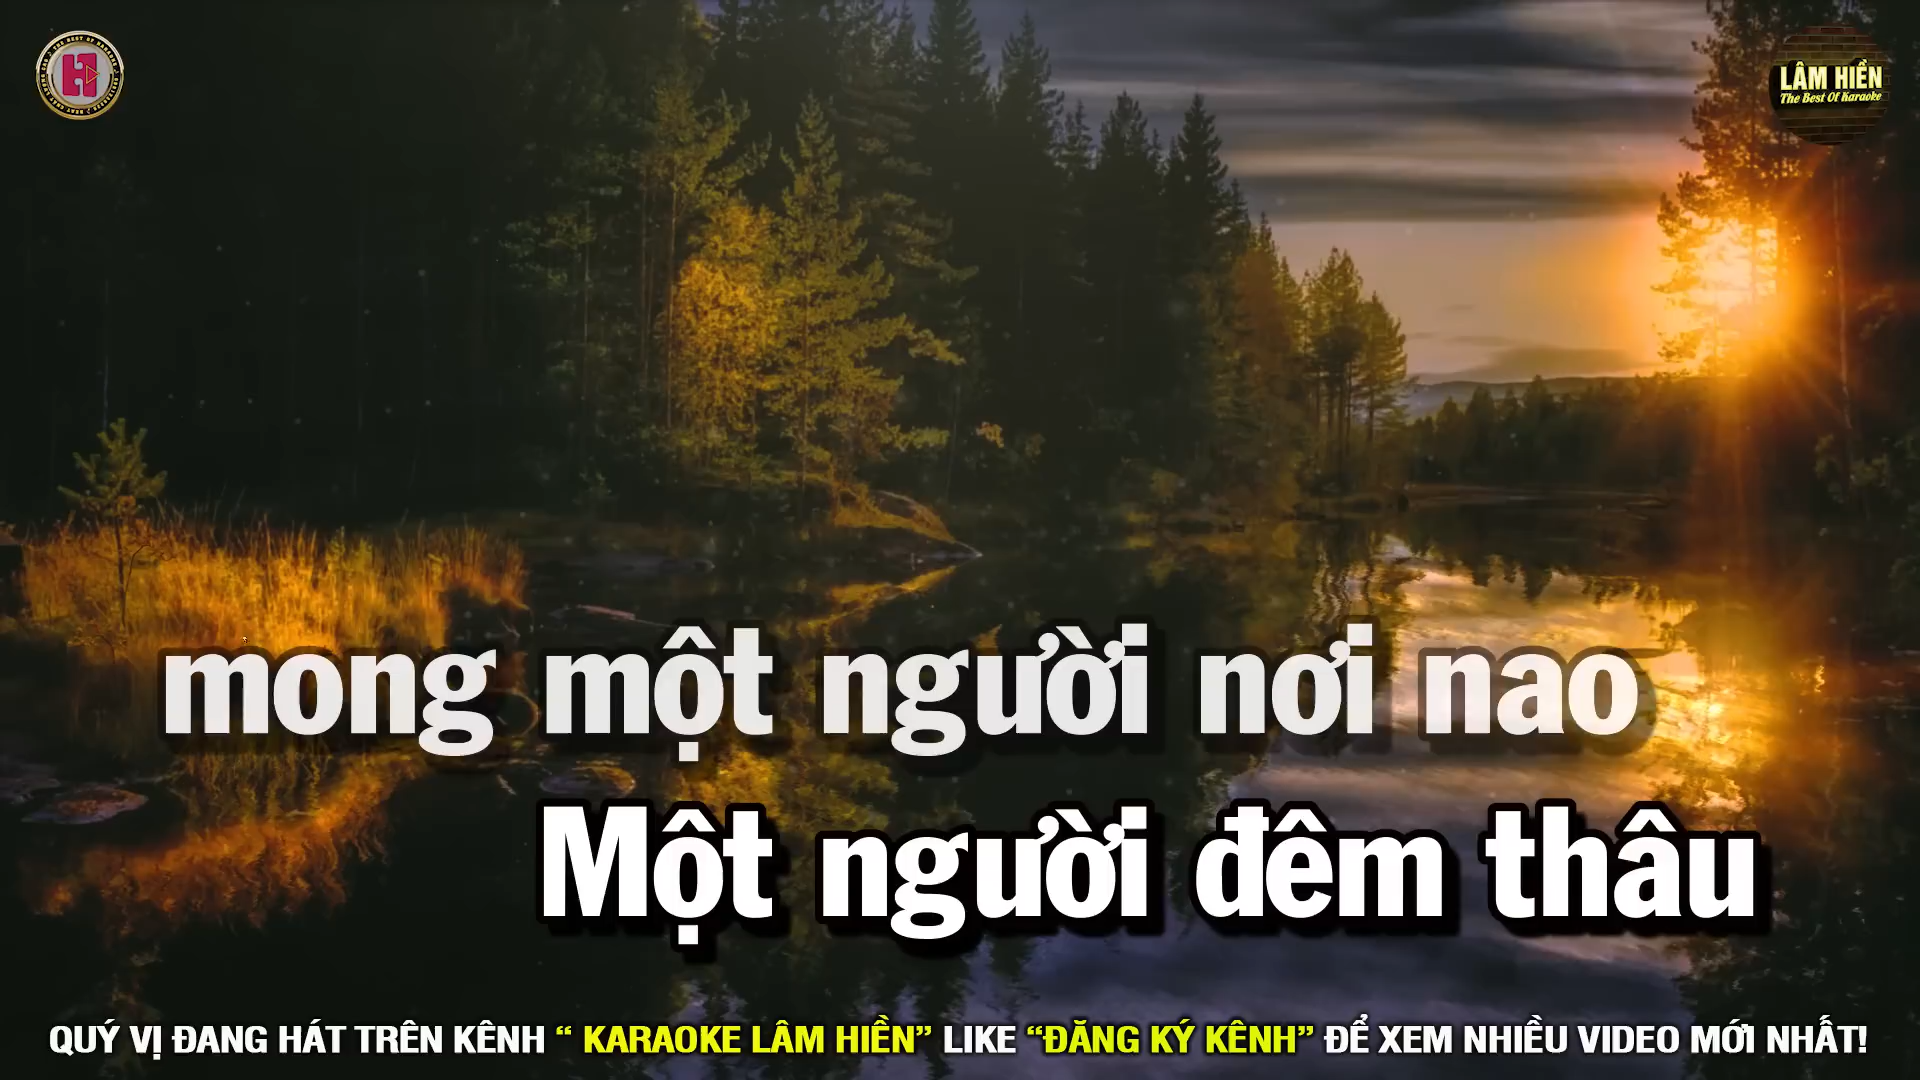 LÂM HIỀN
The Best Of Karaoke
mong một người nơi nao
Một người đêm thâu
QUÝ VỊ ĐANG HÁT TRÊN KÊNH “ KARAOKE LÂM HIỀN” LIKE “ĐĂNG KÝ KÊNH” ĐỂ XEM NHIỀU VIDEO MỚI NHẤT!